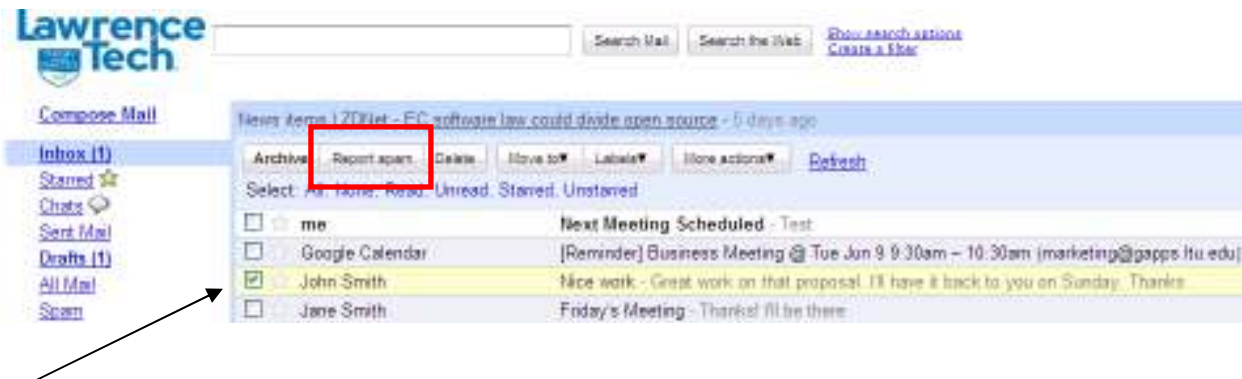 Lawrence
Tech
Search Mail Search the Web Show search options
Create a filter
Compose Mail
News items | ZDNet - EC software law could divide open source - 5 days ago
Inbox (1)
Archive Report spam Delete Move to▼ Labels▼ More actions▼ Refresh
Starred
Select: All, None, Read, Unread, Starred, Unstarred
Chats
me Next Meeting Scheduled - Test
Sent Mail
Google Calendar [Reminder] Business Meeting @ Tue Jun 9 9:30am – 10:30am (marketing@gapps.ltu.edu)
Drafts (1)
All Mail
John Smith Nice work - Great work on that proposal. I'll have it back to you on Sunday. Thanks
Spam
Jane Smith Friday's Meeting - Thanks! I'll be there